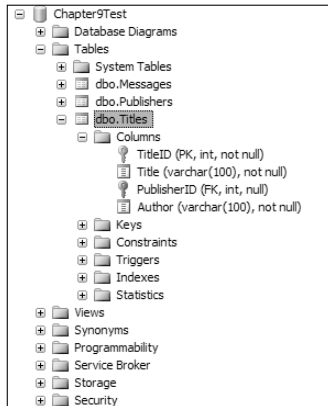 Chapter9Test
Database Diagrams
Tables
System Tables
dbo.Messages
dbo.Publishers
dbo.Titles
Columns
TitleID (PK, int, not null)
Title (varchar(100), not null)
PublisherID (FK, int, not null)
Author (varchar(100), not null)
Keys
Constraints
Triggers
Indexes
Statistics
Views
Synonyms
Programmability
Service Broker
Storage
Security